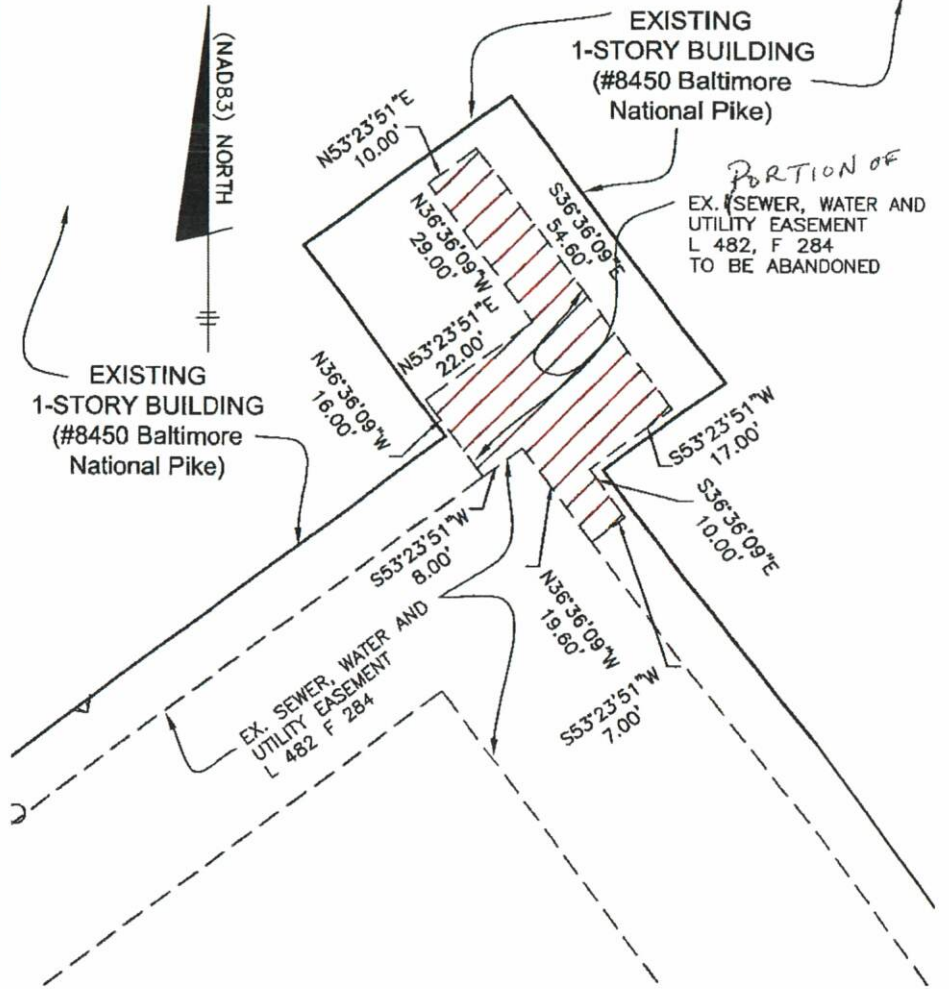 EXISTING
1-STORY BUILDING
(#8450 Baltimore
National Pike)
(NAD83) NORTH
PORTION OF
EX. SEWER, WATER AND
UTILITY EASEMENT
L 482, F 284
TO BE ABANDONED
N53°23'51"E
10.00'
S36°36'09"E
54.60'
N36°36'09"W
29.00'
N53°23'51"E
22.00'
N36°36'09"W
16.00'
EXISTING
1-STORY BUILDING
(#8450 Baltimore
National Pike)
S53°23'51"W
17.00'
S36°36'09"E
10.00'
S53°23'51"W
8.00'
N36°36'09"W
19.60'
S53°23'51"W
7.00'
EX. SEWER, WATER AND
UTILITY EASEMENT
L 482 F 284